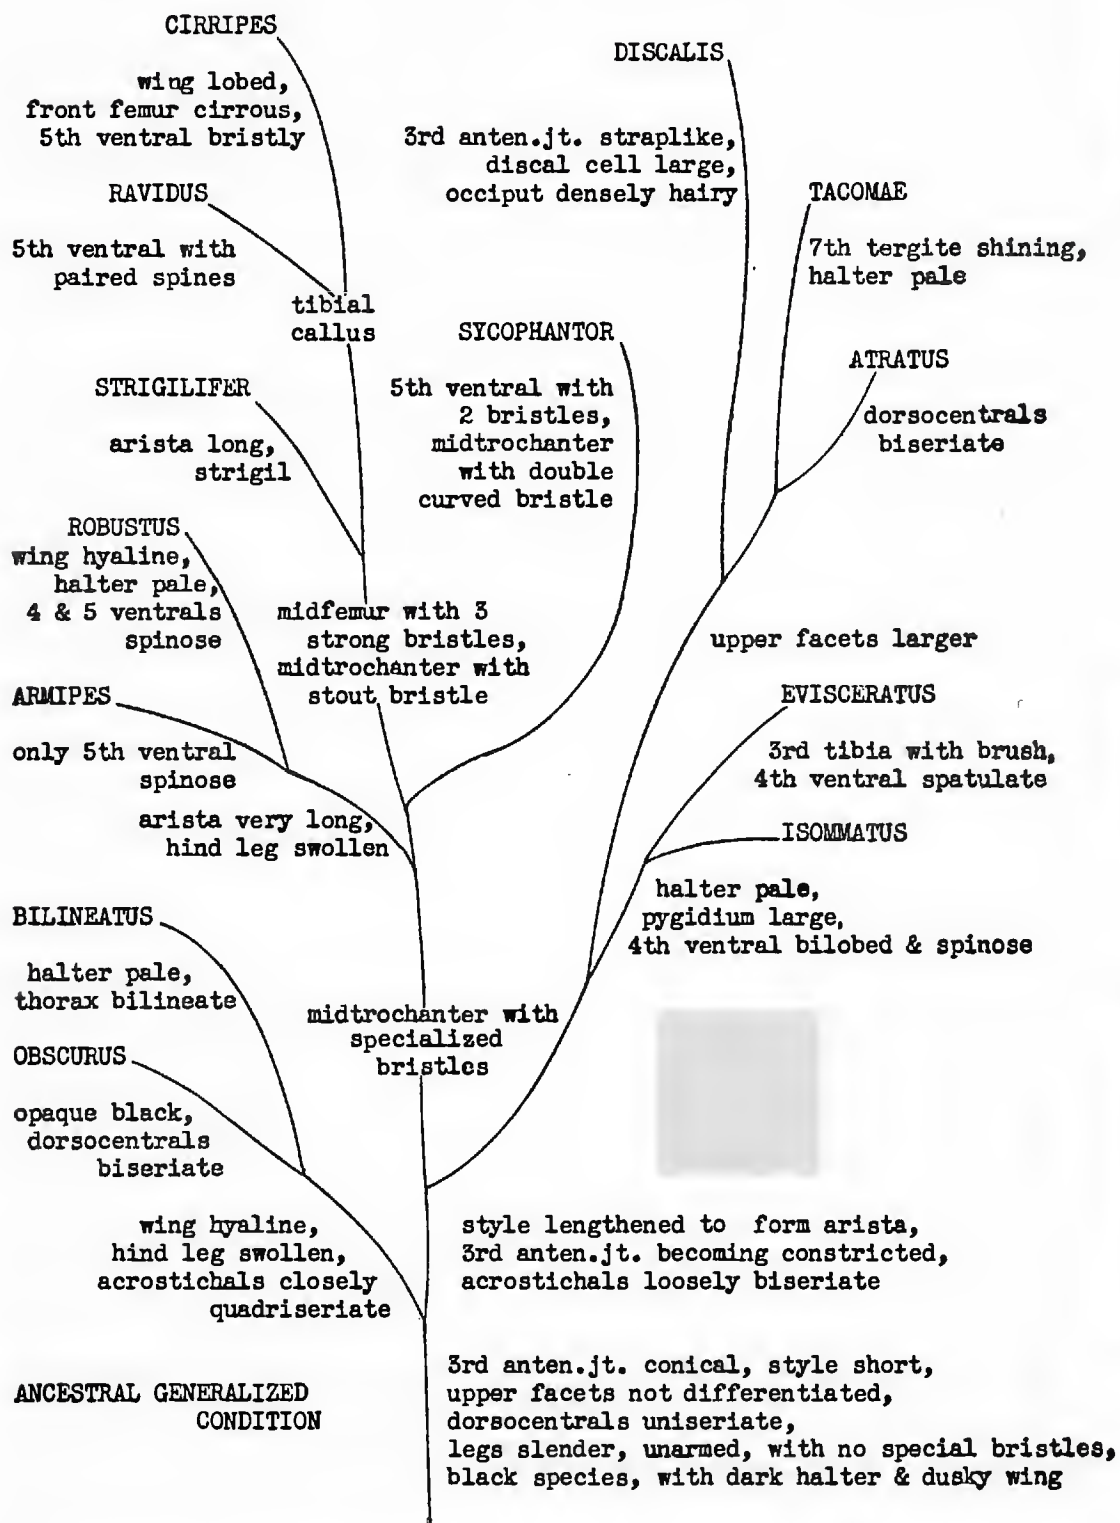 CIRRIPES
wing lobed,
front femur cirrous,
5th ventral bristly
RAVIDUS
5th ventral with
paired spines
tibial
callus
STRIGILIFER
arista long,
strigil
ROBUSTUS
wing hyaline,
halter pale,
4 & 5 ventrals
spinose
midfemur with 3
strong bristles,
midtrochanter with
stout bristle
ARMIPES
only 5th ventral
spinose
arista very long,
hind leg swollen
SYCOPHANTOR
5th ventral with
2 bristles,
midtrochanter
with double
curved bristle
DISCALIS
3rd anten.jt. straplike,
discal cell large,
occiput densely hairy
TACOMAE
7th tergite shining,
halter pale
ATRATUS
dorsocentrals
biseriate
upper facets larger
EVISCERATUS
3rd tibia with brush,
4th ventral spatulate
ISOMMATUS
halter pale,
pygidium large,
4th ventral bilobed & spinose
BILINEATUS
halter pale,
thorax bilineate
midtrochanter with
specialized
bristles
OBSCURUS
opaque black,
dorsocentrals
biseriate
wing hyaline,
hind leg swollen,
acrostichals closely
quadriseriate
style lengthened to form arista,
3rd anten.jt. becoming constricted,
acrostichals loosely biseriate
ANCESTRAL GENERALIZED
CONDITION
3rd anten.jt. conical, style short,
upper facets not differentiated,
dorsocentrals uniseriate,
legs slender, unarmed, with no special bristles,
black species, with dark halter & dusky wing